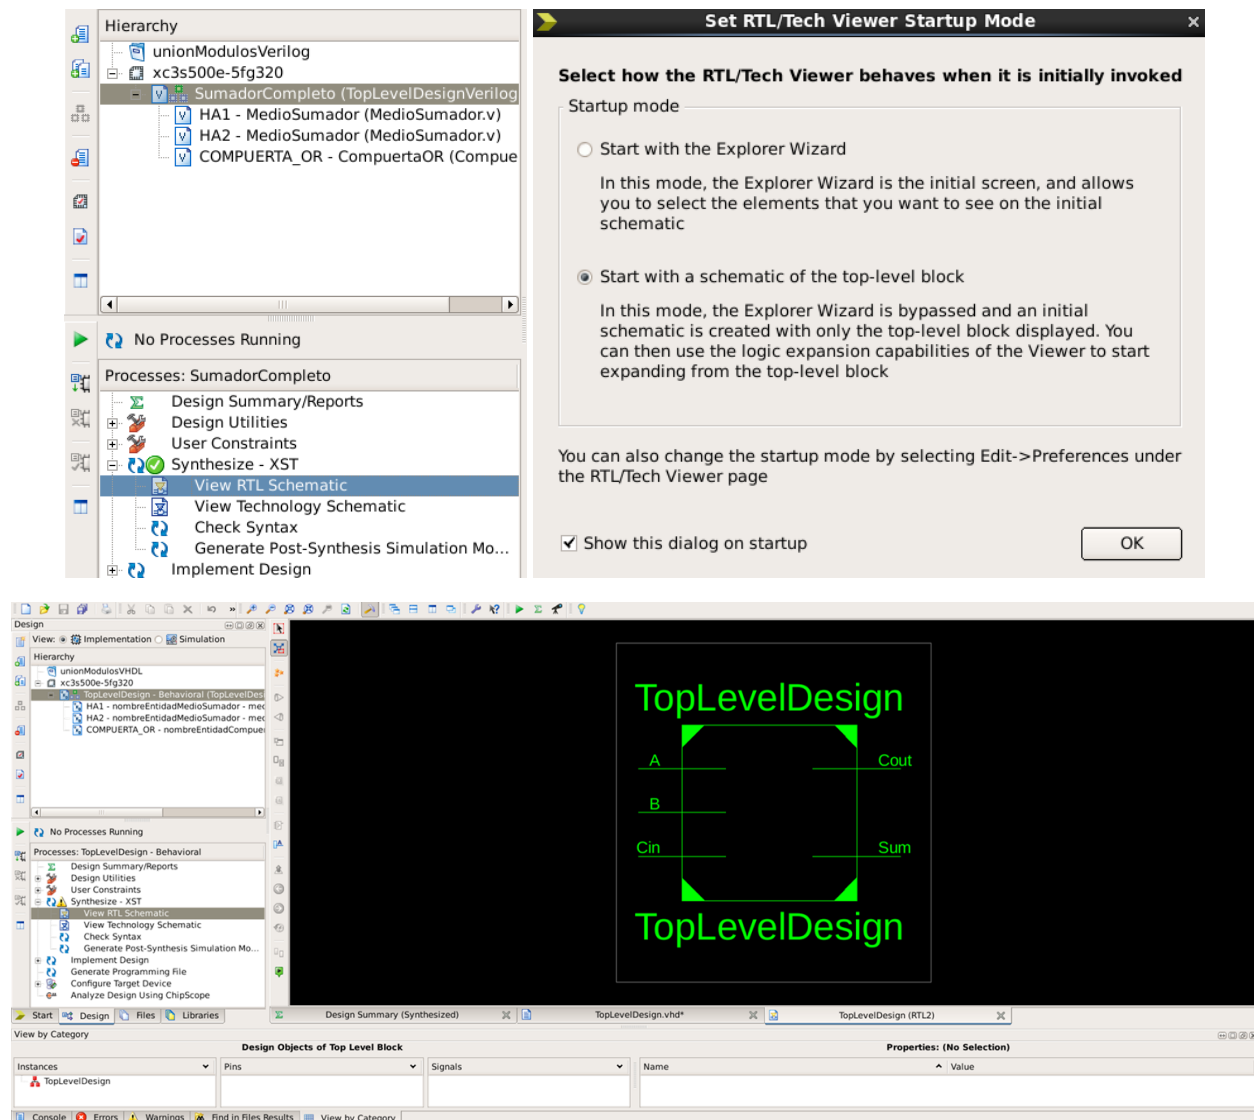 Hierarchy
unionModulosVerilog
xc3s500e-5fg320
SumadorCompleto (TopLevelDesignVerilog
HA1 - MedioSumador (MedioSumador.v)
HA2 - MedioSumador (MedioSumador.v)
COMPUERTA_OR - CompuertaOR (Compue
No Processes Running
Processes: SumadorCompleto
Design Summary/Reports
Design Utilities
User Constraints
Synthesize - XST
View RTL Schematic
View Technology Schematic
Check Syntax
Generate Post-Synthesis Simulation Mo...
Implement Design
Set RTL/Tech Viewer Startup Mode
Select how the RTL/Tech Viewer behaves when it is initially invoked
Startup mode
Start with the Explorer Wizard
In this mode, the Explorer Wizard is the initial screen, and allows
you to select the elements that you want to see on the initial
schematic
Start with a schematic of the top-level block
In this mode, the Explorer Wizard is bypassed and an initial
schematic is created with only the top-level block displayed. You
can then use the logic expansion capabilities of the Viewer to start
expanding from the top-level block
You can also change the startup mode by selecting Edit->Preferences under
the RTL/Tech Viewer page
Show this dialog on startup
OK
Design
View: Implementation Simulation
Hierarchy
unionModulosVHDL
xc3s500e-5fg320
TopLevelDesign - Behavioral (TopLevelDesi
HA1 - nombreEntidadMedioSumador - mec
HA2 - nombreEntidadMedioSumador - mec
COMPUERTA_OR - nombreEntidadCompuer
No Processes Running
Processes: TopLevelDesign - Behavioral
Design Summary/Reports
Design Utilities
User Constraints
Synthesize - XST
View RTL Schematic
View Technology Schematic
Check Syntax
Generate Post-Synthesis Simulation Mo...
Implement Design
Generate Programming File
Configure Target Device
Analyze Design Using ChipScope
Start Design Files Libraries
TopLevelDesign
A Cout
B
Cin Sum
TopLevelDesign
Design Summary (Synthesized) TopLevelDesign.vhd* TopLevelDesign (RTL2)
View by Category
Design Objects of Top Level Block Properties: (No Selection)
Instances Pins Signals Name Value
TopLevelDesign
Console Errors Warnings Find in Files Results View by Category